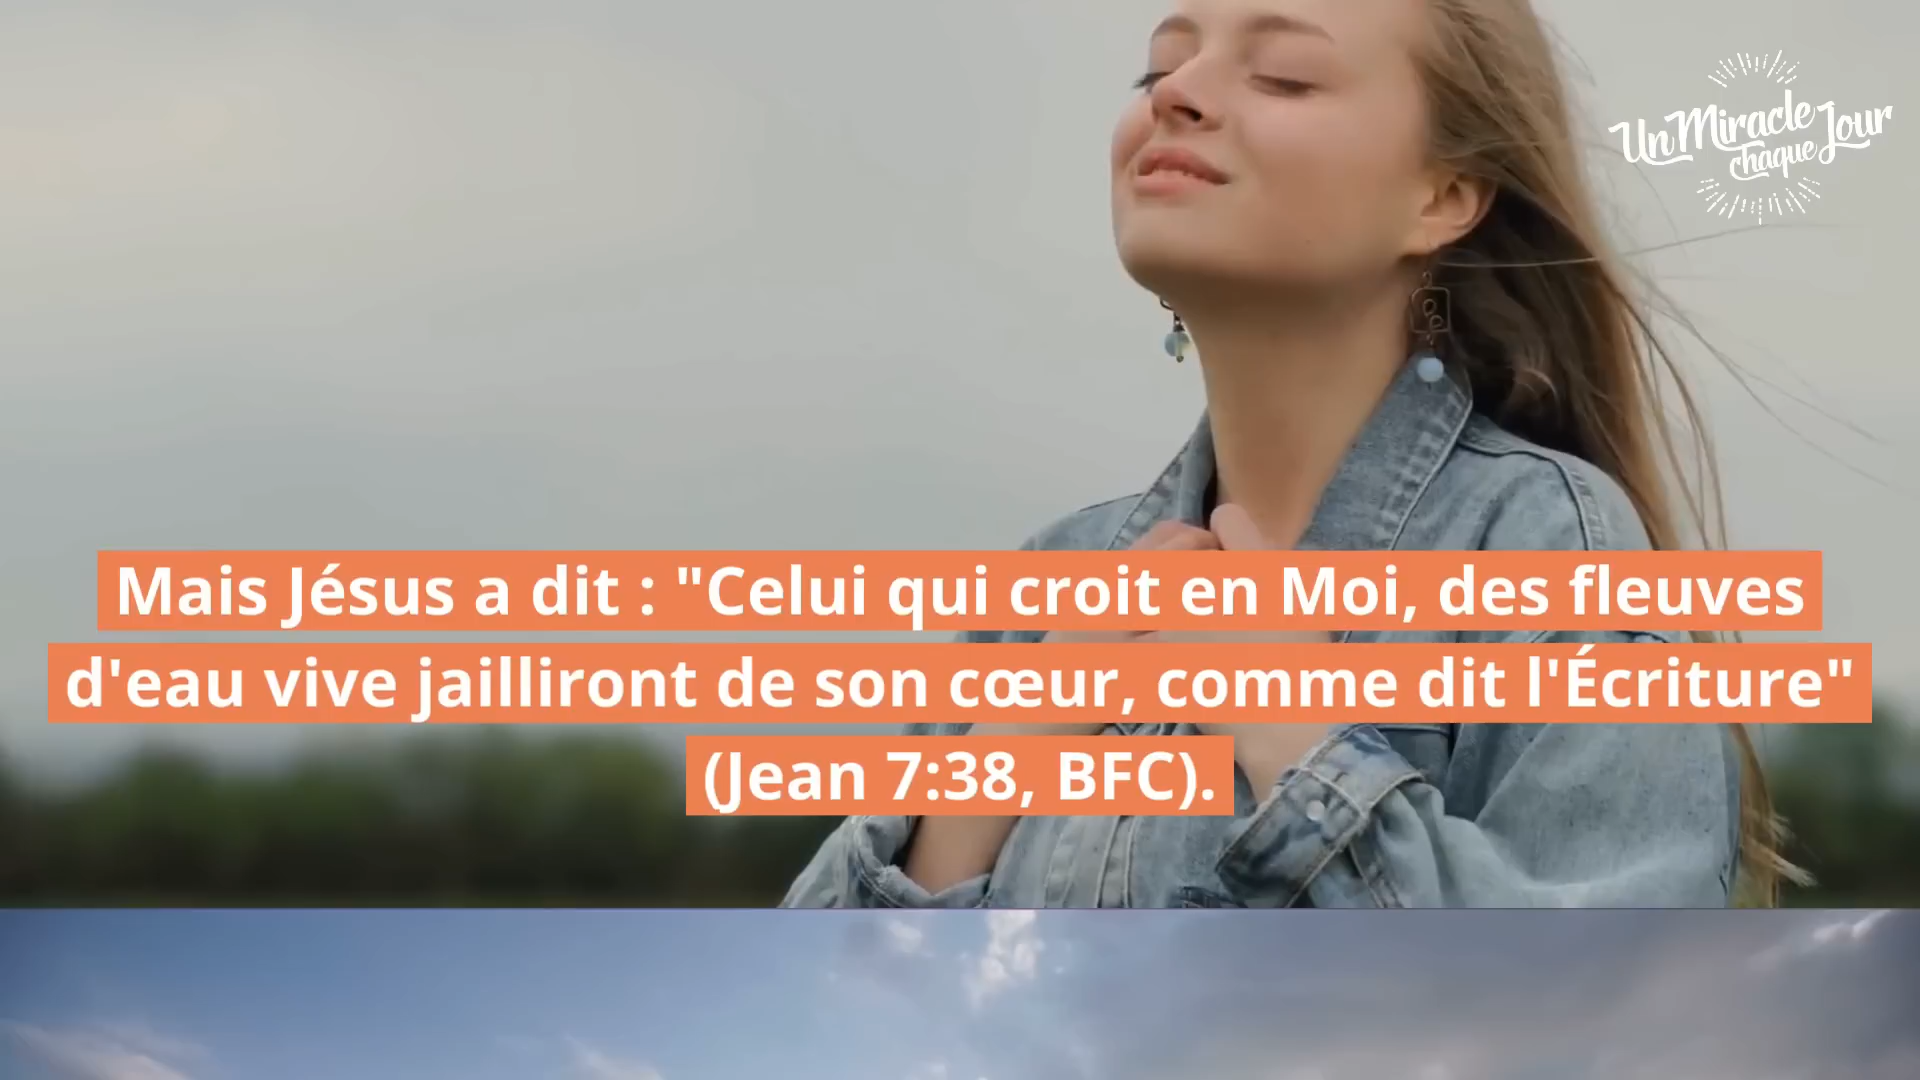 Un Miracle
chaque Jour
Mais Jésus a dit : "Celui qui croit en Moi, des fleuves
d'eau vive jailliront de son cœur, comme dit l'Écriture"
(Jean 7:38, BFC).